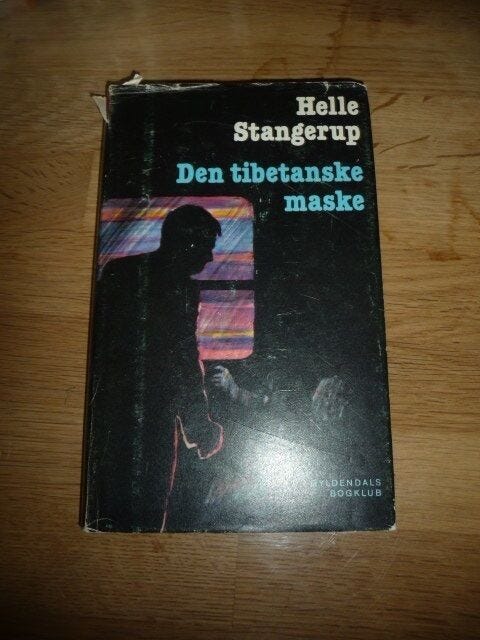 Helle
Stangerup
Den tibetanske
maske
GYLDENDALS
BOGKLUB